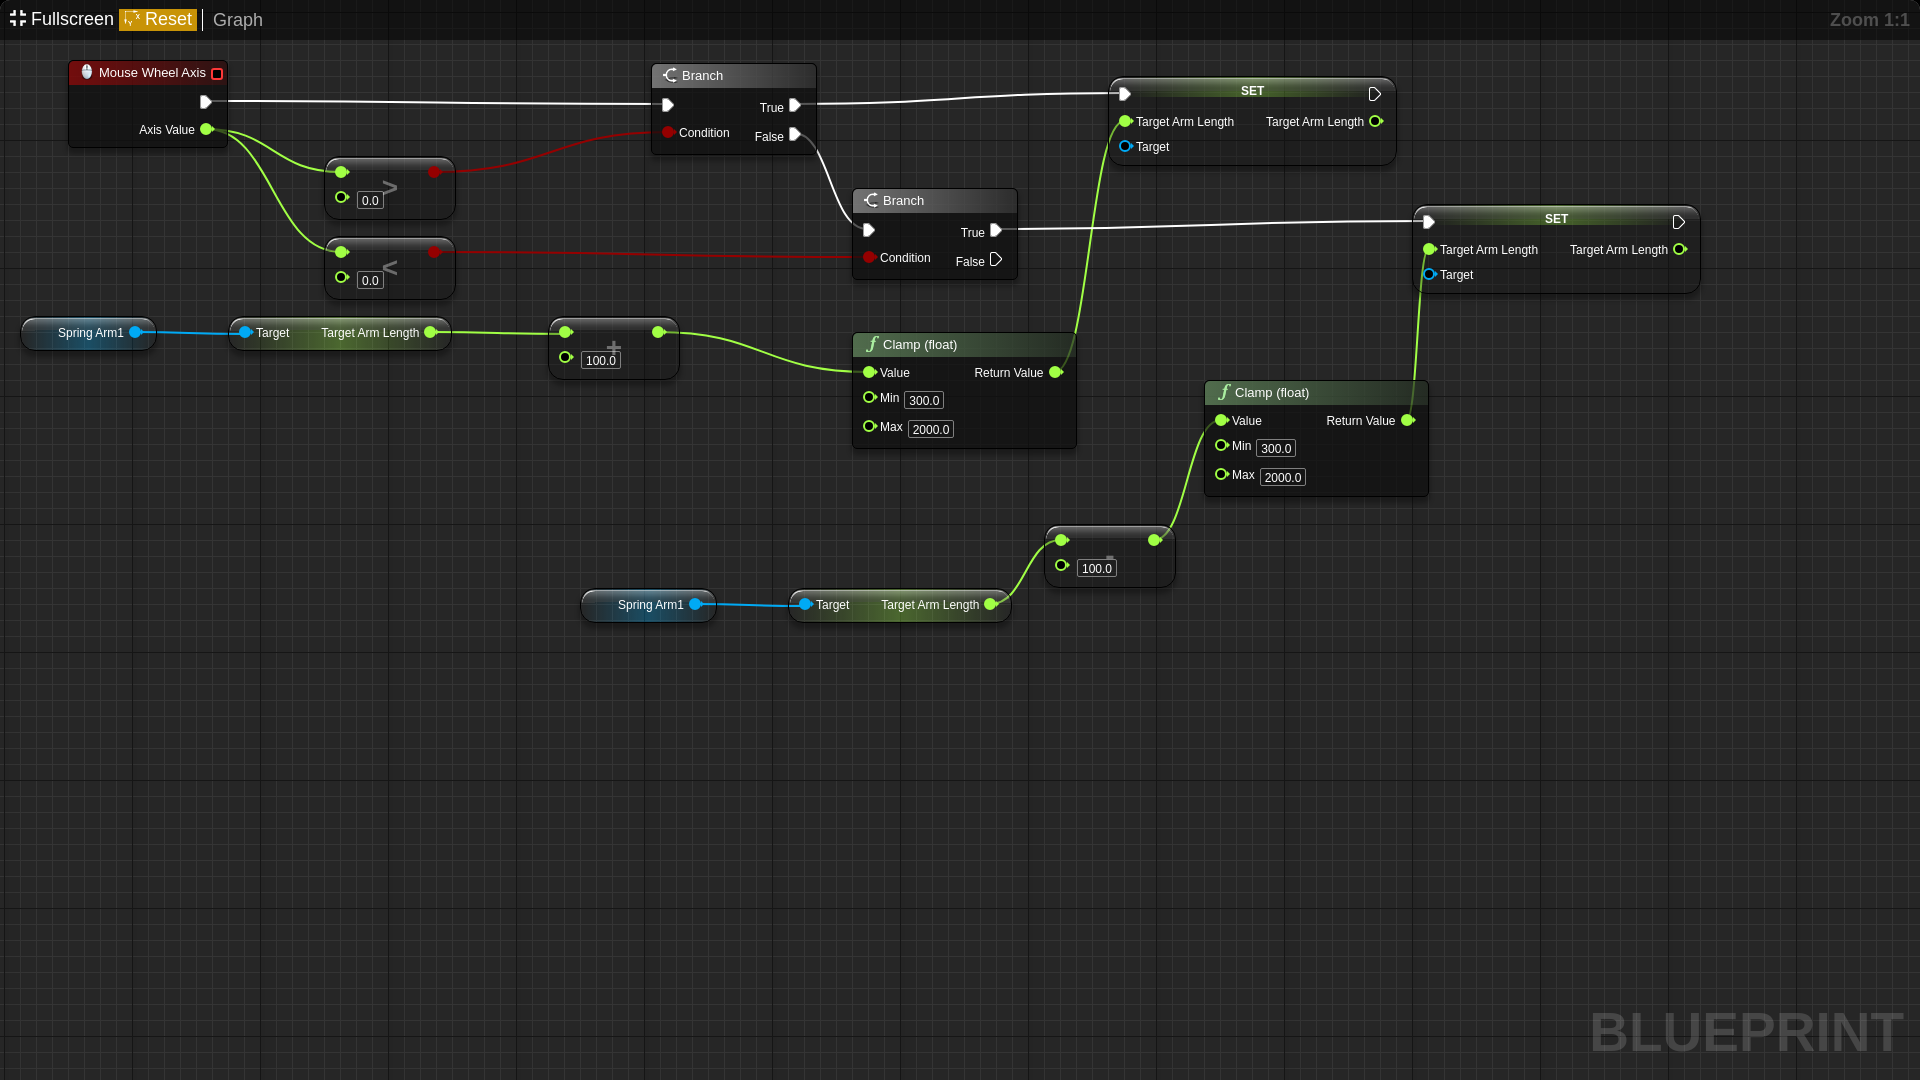 Fullscreen Reset Graph Zoom 1:1
Mouse Wheel Axis
Axis Value
Branch
True
Condition
False
SET
Target Arm Length Target Arm Length
Target
>
0.0
<
0.0
Branch
True
Condition
False
SET
Target Arm Length Target Arm Length
Target
Spring Arm1
Target Target Arm Length
+
100.0
Clamp (float)
Value Return Value
Min 300.0
Max 2000.0
Clamp (float)
Value Return Value
Min 300.0
Max 2000.0
-
100.0
Spring Arm1
Target Target Arm Length
BLUEPRINT